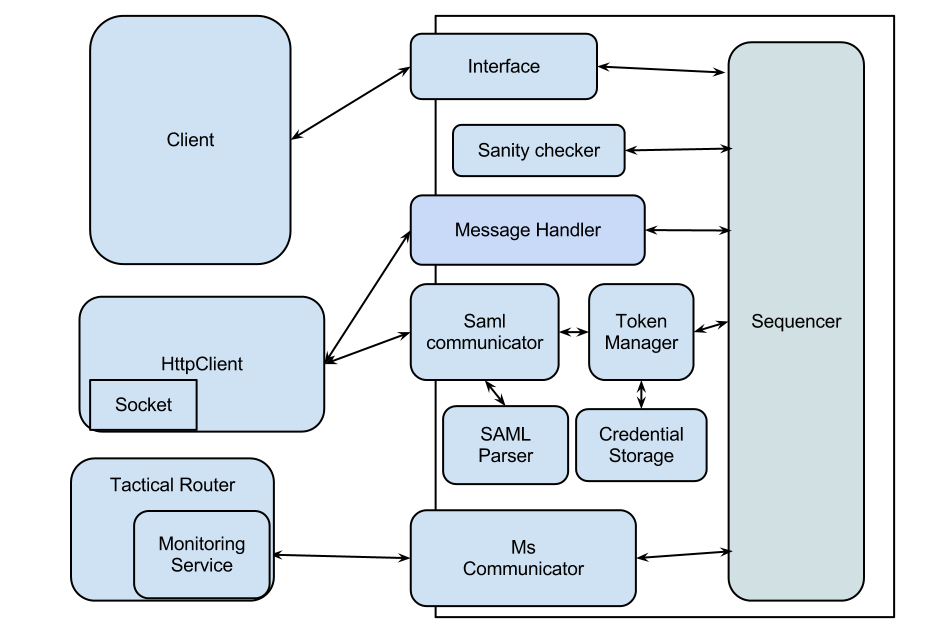 Client
Interface
Sanity checker
Message Handler
Saml
communicator
Token
Manager
Sequencer
HttpClient
Socket
SAML
Parser
Credential
Storage
Tactical Router
Monitoring
Service
Ms
Communicator